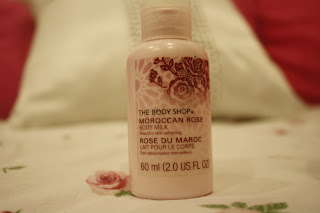 THE BODY SHOP®
MOROCCAN ROSE
BODY MILK
ROSE DU MAROC
LAIT POUR LE CORPS
60 ml (2.0 US FL OZ